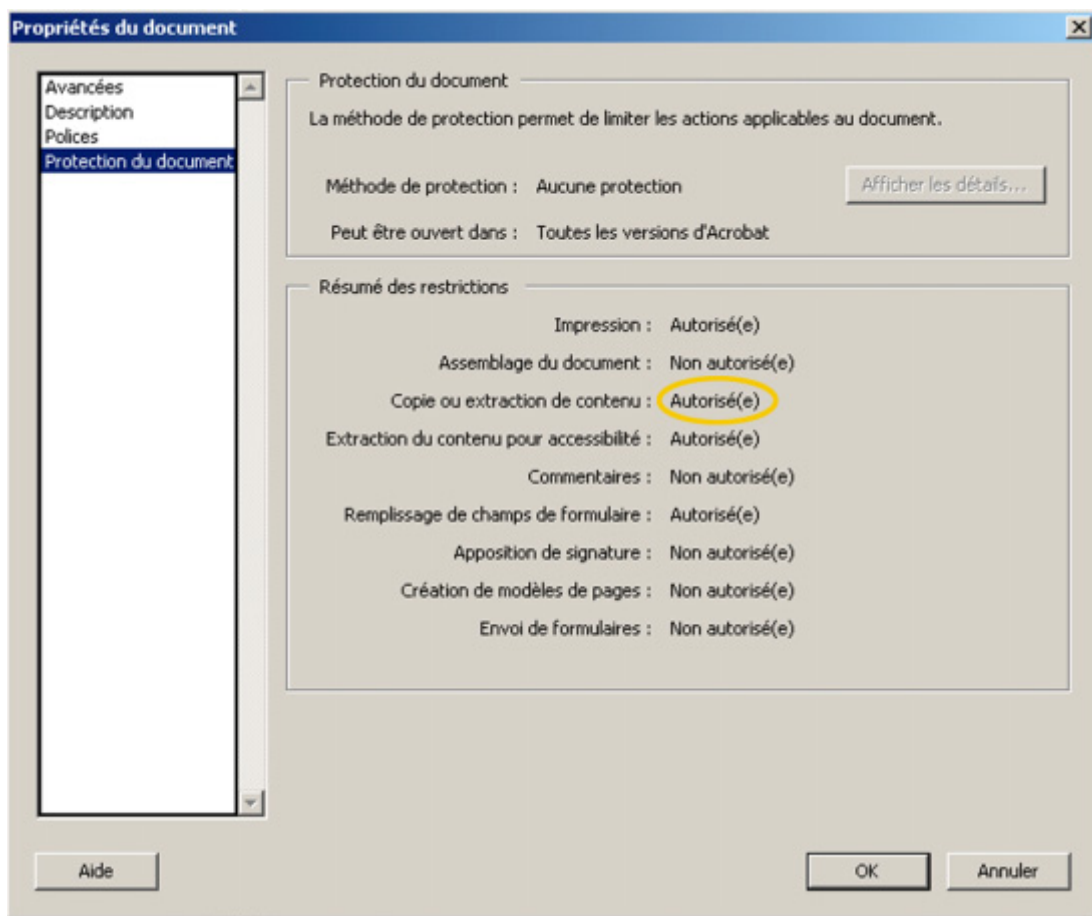 Propriétés du document
Avancées
Description
Polices
Protection du document
Protection du document
La méthode de protection permet de limiter les actions applicables au document.
Méthode de protection : Aucune protection
Afficher les détails...
Peut être ouvert dans : Toutes les versions d'Acrobat
Résumé des restrictions
Impression : Autorisé(e)
Assemblage du document : Non autorisé(e)
Copie ou extraction de contenu : Autorisé(e)
Extraction du contenu pour accessibilité : Autorisé(e)
Commentaires : Non autorisé(e)
Remplissage de champs de formulaire : Autorisé(e)
Apposition de signature : Non autorisé(e)
Création de modèles de pages : Non autorisé(e)
Envoi de formulaires : Non autorisé(e)
Aide
OK
Annuler